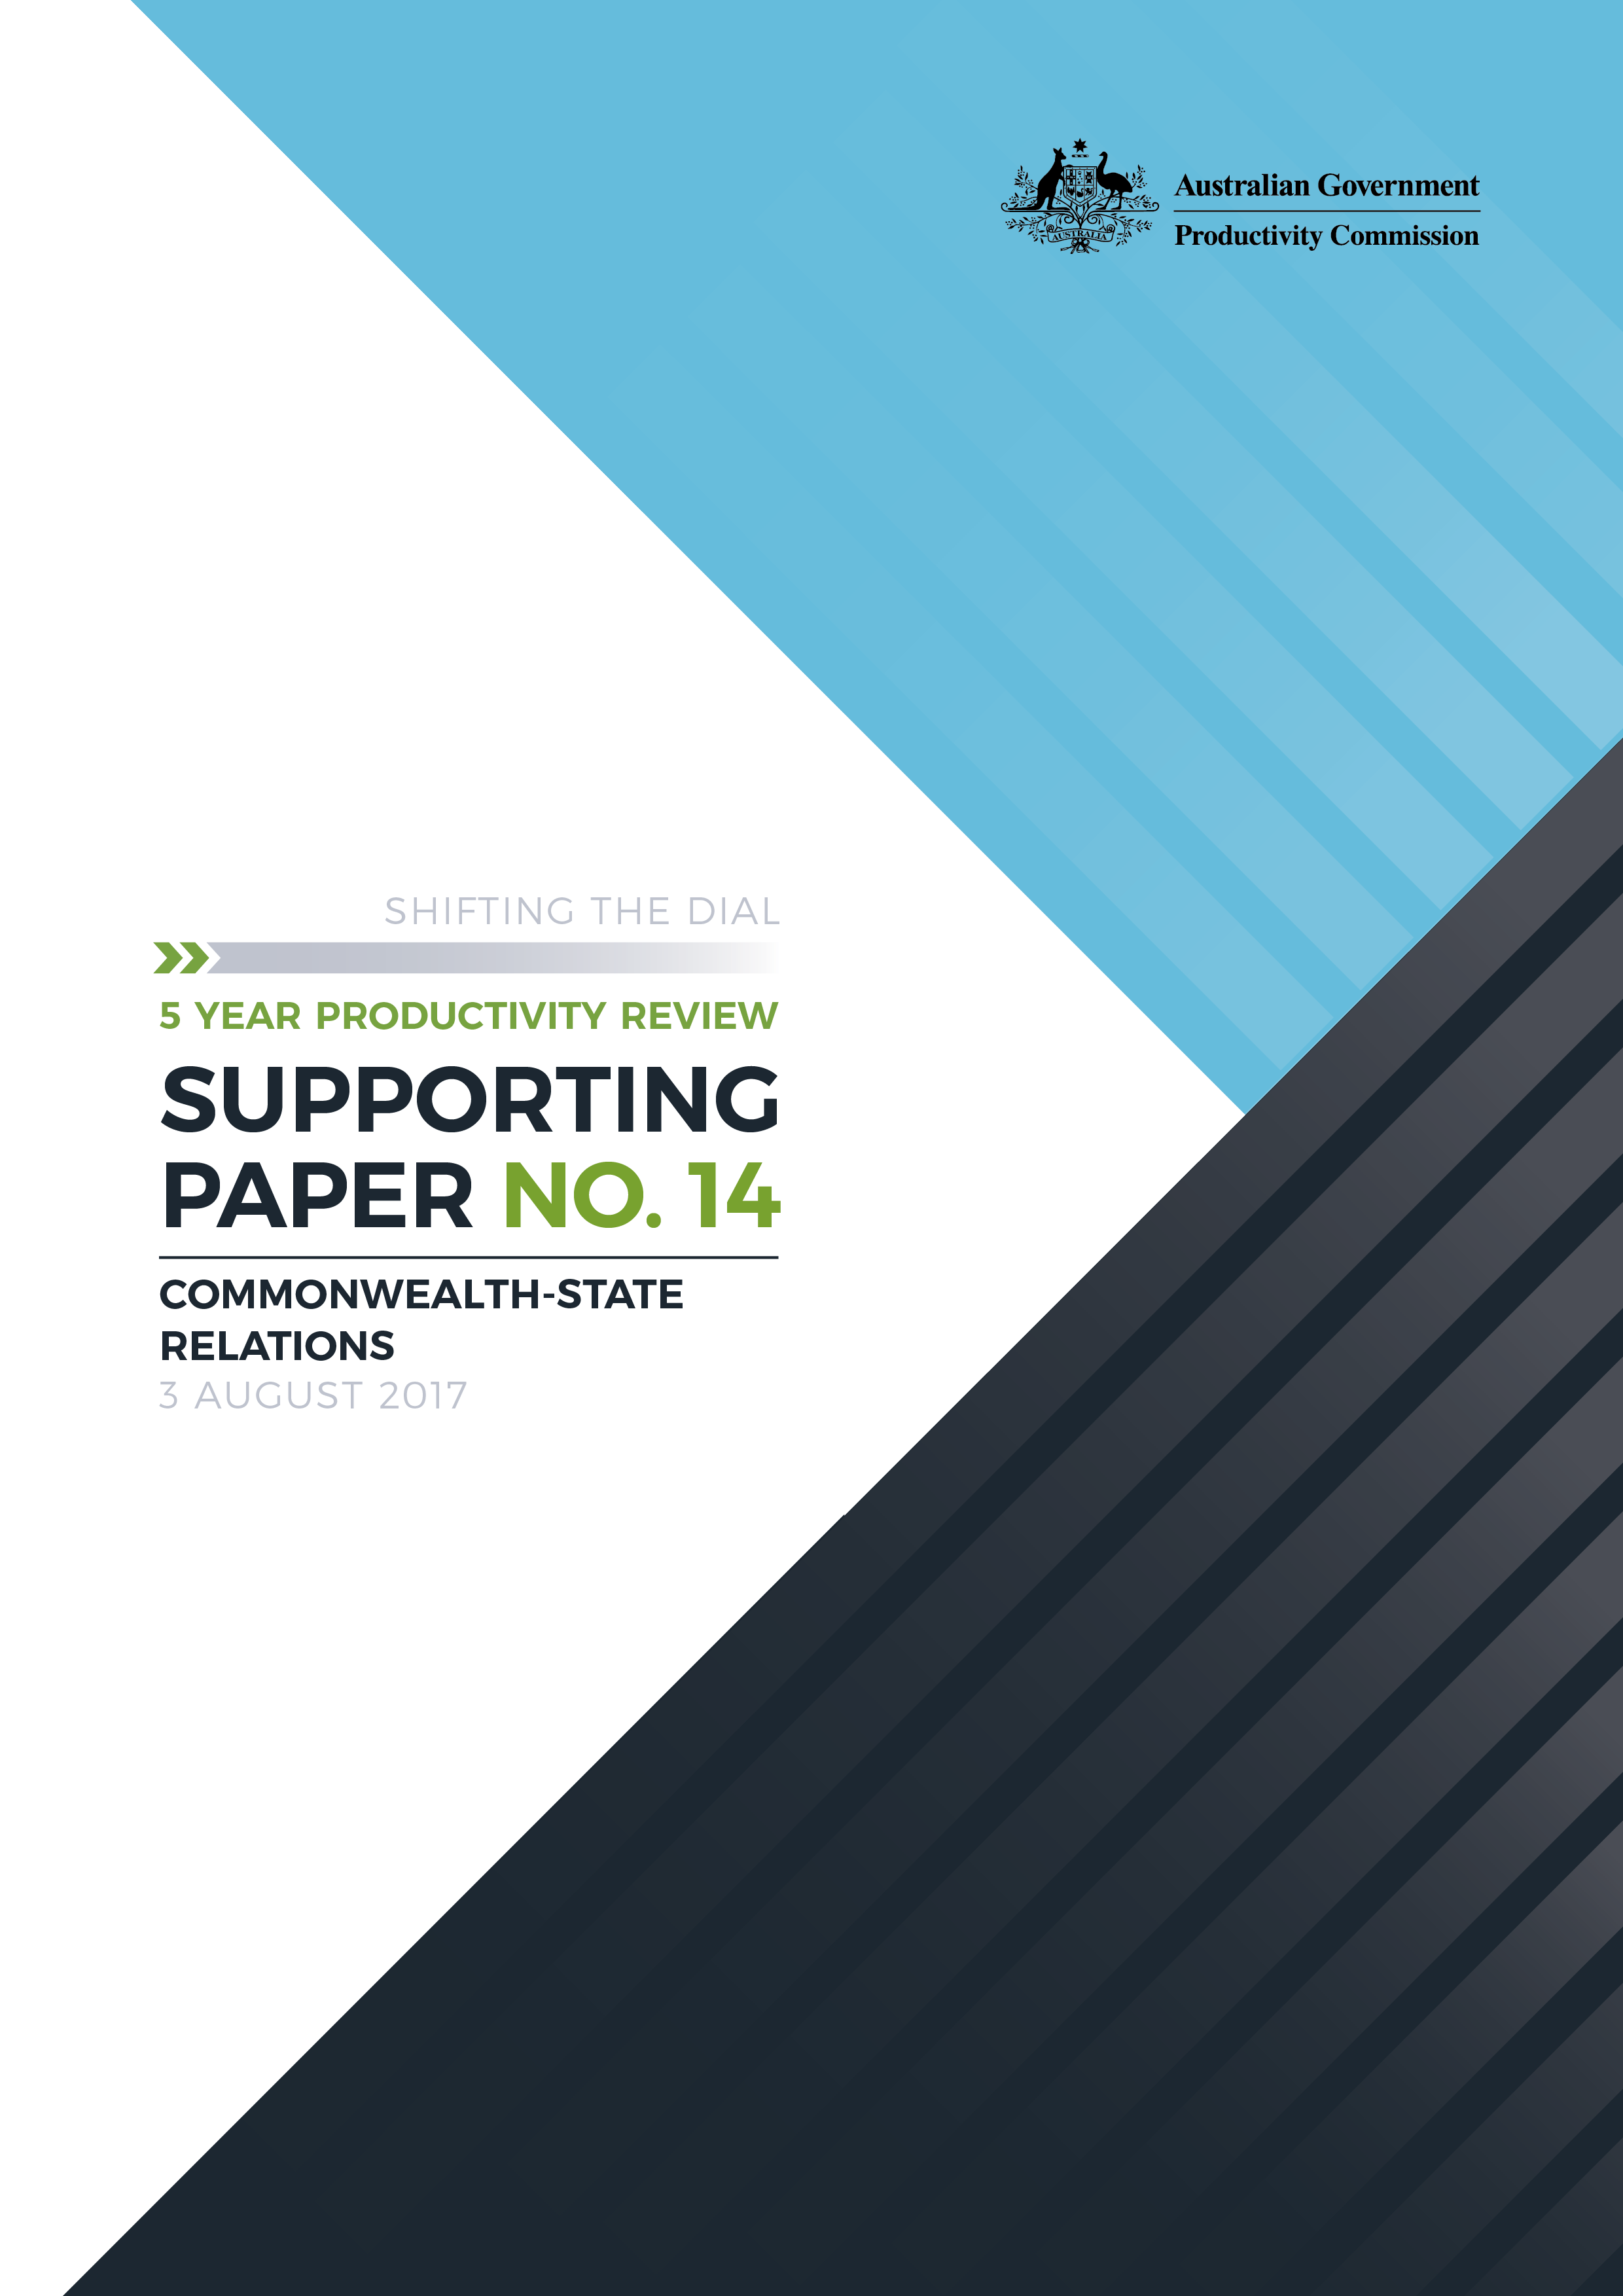 AUSTRALIA
Australian Government
Productivity Commission
SHIFTING THE DIAL
5 YEAR PRODUCTIVITY REVIEW
SUPPORTING
PAPER NO. 14
COMMONWEALTH-STATE
RELATIONS
3 AUGUST 2017